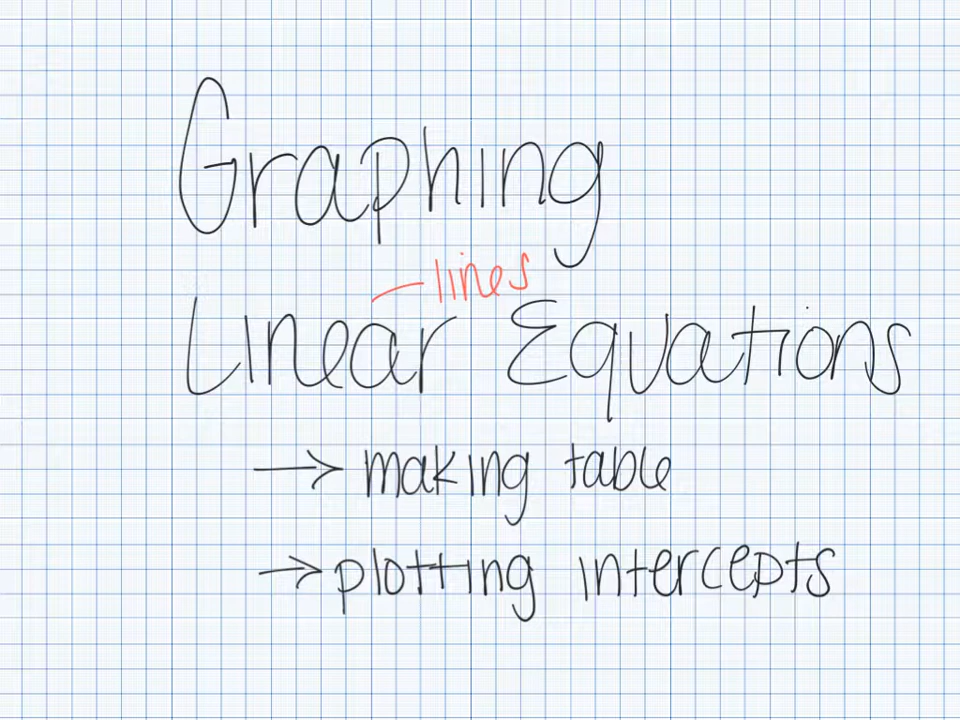 Graphing
lines
Linear Equations
→ making table
→ plotting intercepts